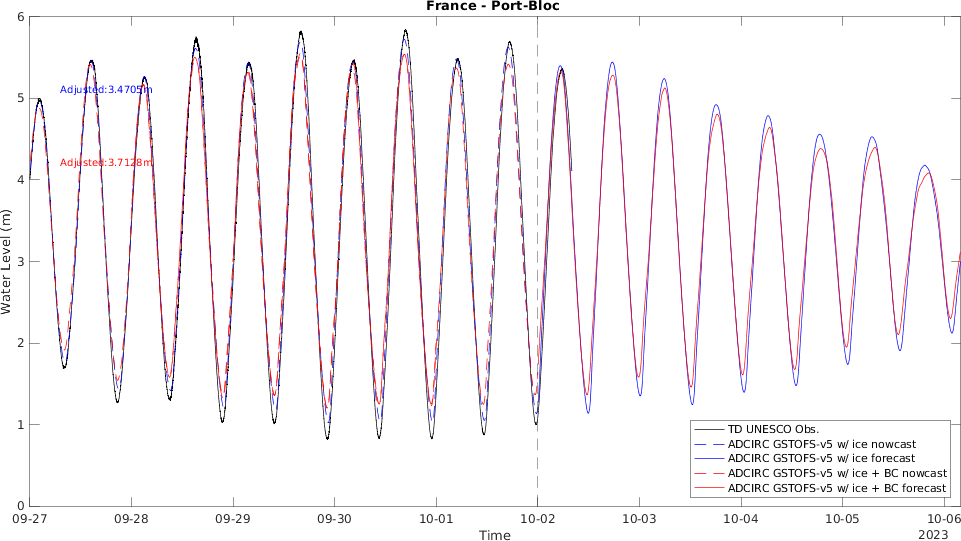 France - Port-Bloc
Water Level (m)
6
5
4
3
2
1
0
Adjusted:3.4705m
Adjusted:3.7128m
TD UNESCO Obs.
ADCIRC GSTOFS-v5 w/ ice nowcast
ADCIRC GSTOFS-v5 w/ ice forecast
ADCIRC GSTOFS-v5 w/ ice + BC nowcast
ADCIRC GSTOFS-v5 w/ ice + BC forecast
09-27 09-28 09-29 09-30 10-01 10-02 10-03 10-04 10-05 10-06
Time
2023